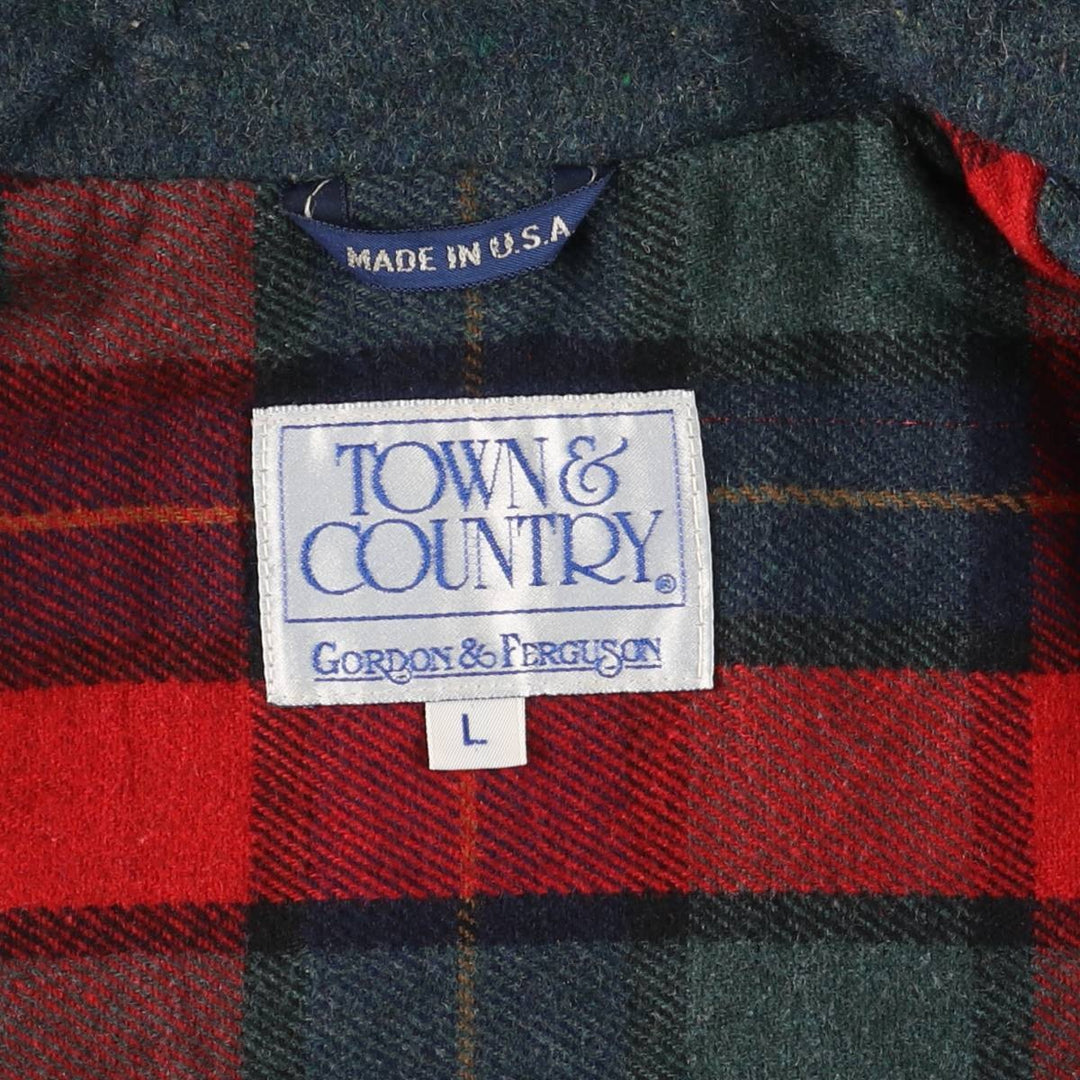 MADE IN U.S.A
TOWN &
COUNTRY®
GORDON & FERGUSON
L